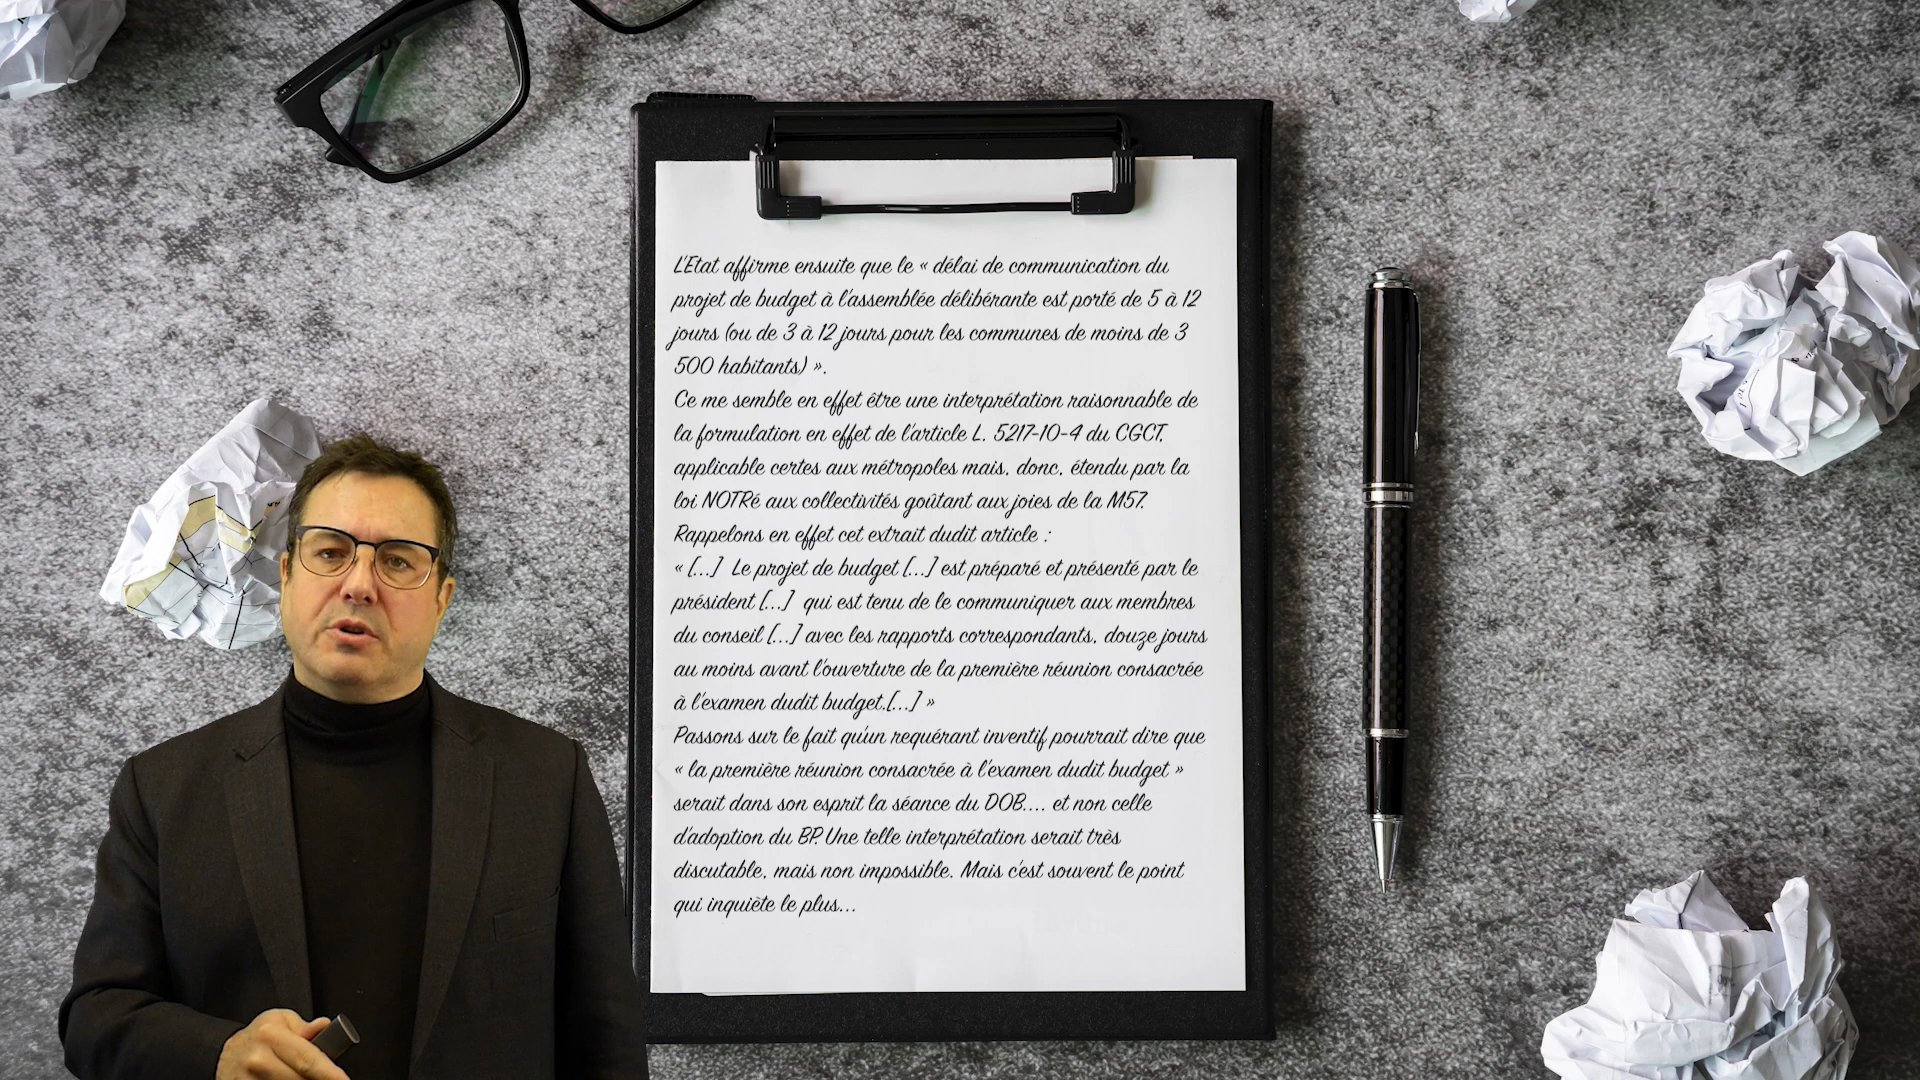 L'Etat affirme ensuite que le « délai de communication du
projet de budget à l'assemblée délibérante est porté de 5 à 12
jours (ou de 3 à 12 jours pour les communes de moins de 3
500 habitants) ».
Ce me semble en effet être une interprétation raisonnable de
la formulation en effet de l'article L. 5217-10-4 du CGCT,
applicable certes aux métropoles mais, donc, étendu par la
loi NOTRé aux collectivités goûtant aux joies de la M57.
Rappelons en effet cet extrait dudit article :
« [...] Le projet de budget [...] est préparé et présenté par le
président [...] qui est tenu de le communiquer aux membres
du conseil [...] avec les rapports correspondants, douze jours
au moins avant l'ouverture de la première réunion consacrée
à l'examen dudit budget.[...] »
Passons sur le fait qu'un requérant inventif pourrait dire que
« la première réunion consacrée à l'examen dudit budget »
serait dans son esprit la séance du DOB.... et non celle
d'adoption du BP. Une telle interprétation serait très
discutable, mais non impossible. Mais c'est souvent le point
qui inquiète le plus...